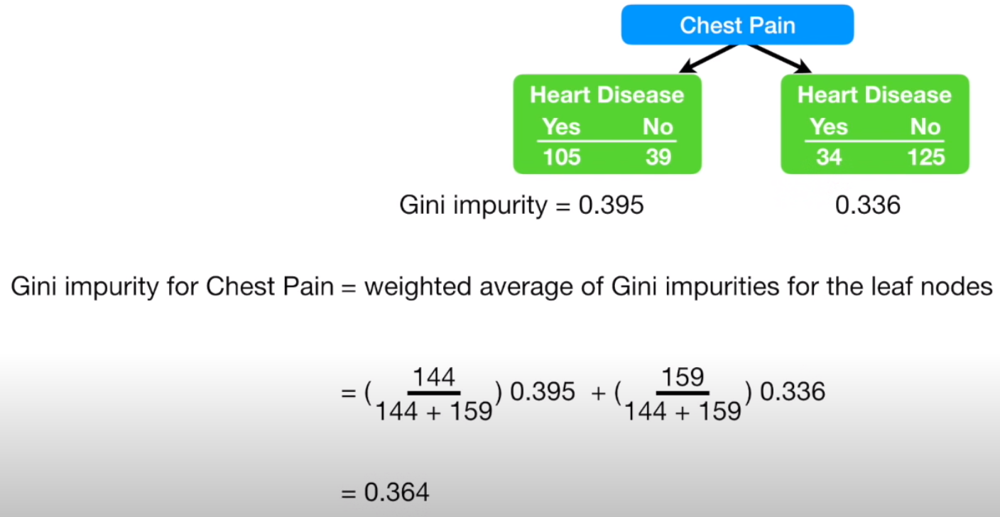 Chest Pain
Heart Disease
Yes No
105 39
Heart Disease
Yes No
34 125
Gini impurity = 0.395
0.336
Gini impurity for Chest Pain = weighted average of Gini impurities for the leaf nodes
= ( 144 / 144 + 159 ) 0.395 + ( 159 / 144 + 159 ) 0.336
= 0.364